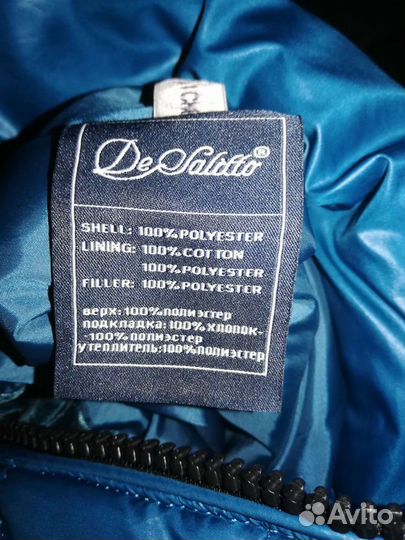 De Salitto®
SHELL: 100%POLYESTER
LINING: 100%COTTON
100%POLYESTER
FILLER: 100%POLYESTER
верх: 100%полиэстер
подкладка: 100% хлопок-
-100% полиэстер
утеплитель:100%полиэстер
Avito